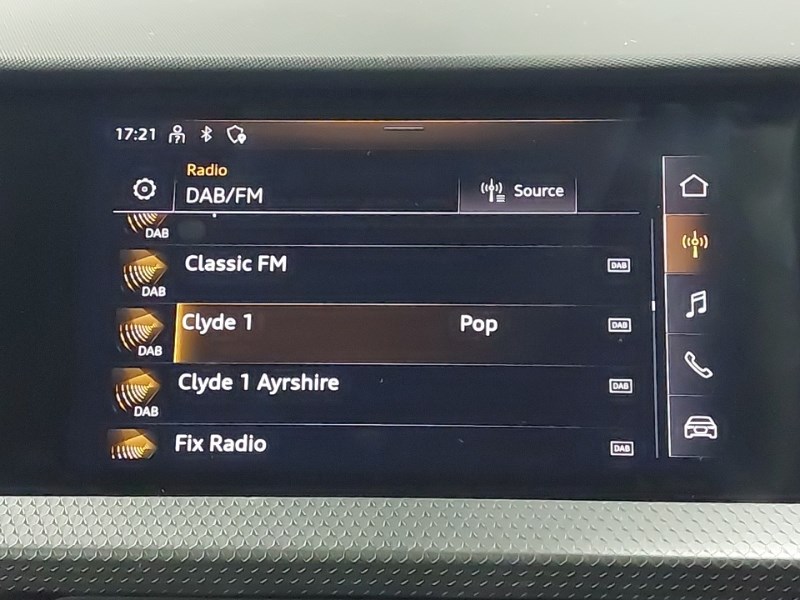 17:21
Radio
DAB/FM
Source
DAB
Classic FM
DAB
DAB
Clyde 1
Pop
DAB
DAB
Clyde 1 Ayrshire
DAB
DAB
Fix Radio
DAB